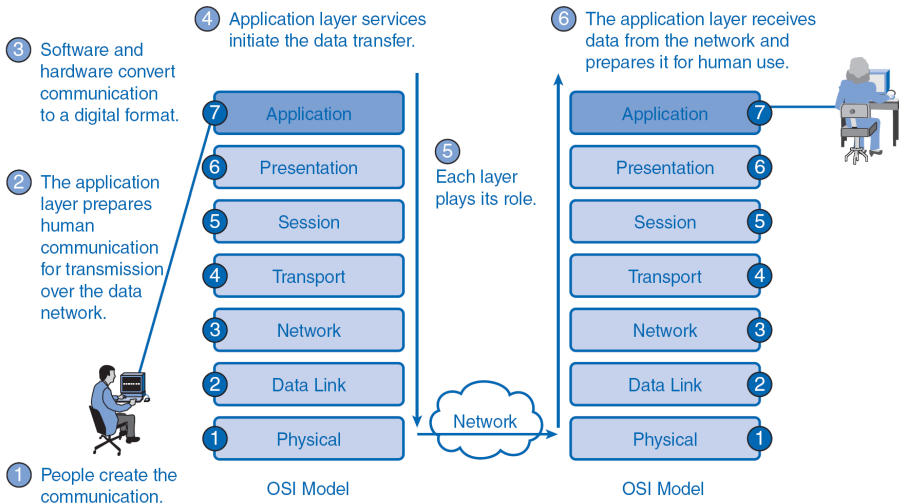 4 Application layer services
initiate the data transfer.
6 The application layer receives
data from the network and
prepares it for human use.
3 Software and
hardware convert
communication
to a digital format.
2 The application
layer prepares
human
communication
for transmission
over the data
network.
1 People create the
communication.
7 Application
6 Presentation
5 Session
4 Transport
3 Network
2 Data Link
1 Physical
OSI Model
5
Each layer
plays its role.
Network
Application 7
Presentation 6
Session 5
Transport 4
Network 3
Data Link 2
Physical 1
OSI Model